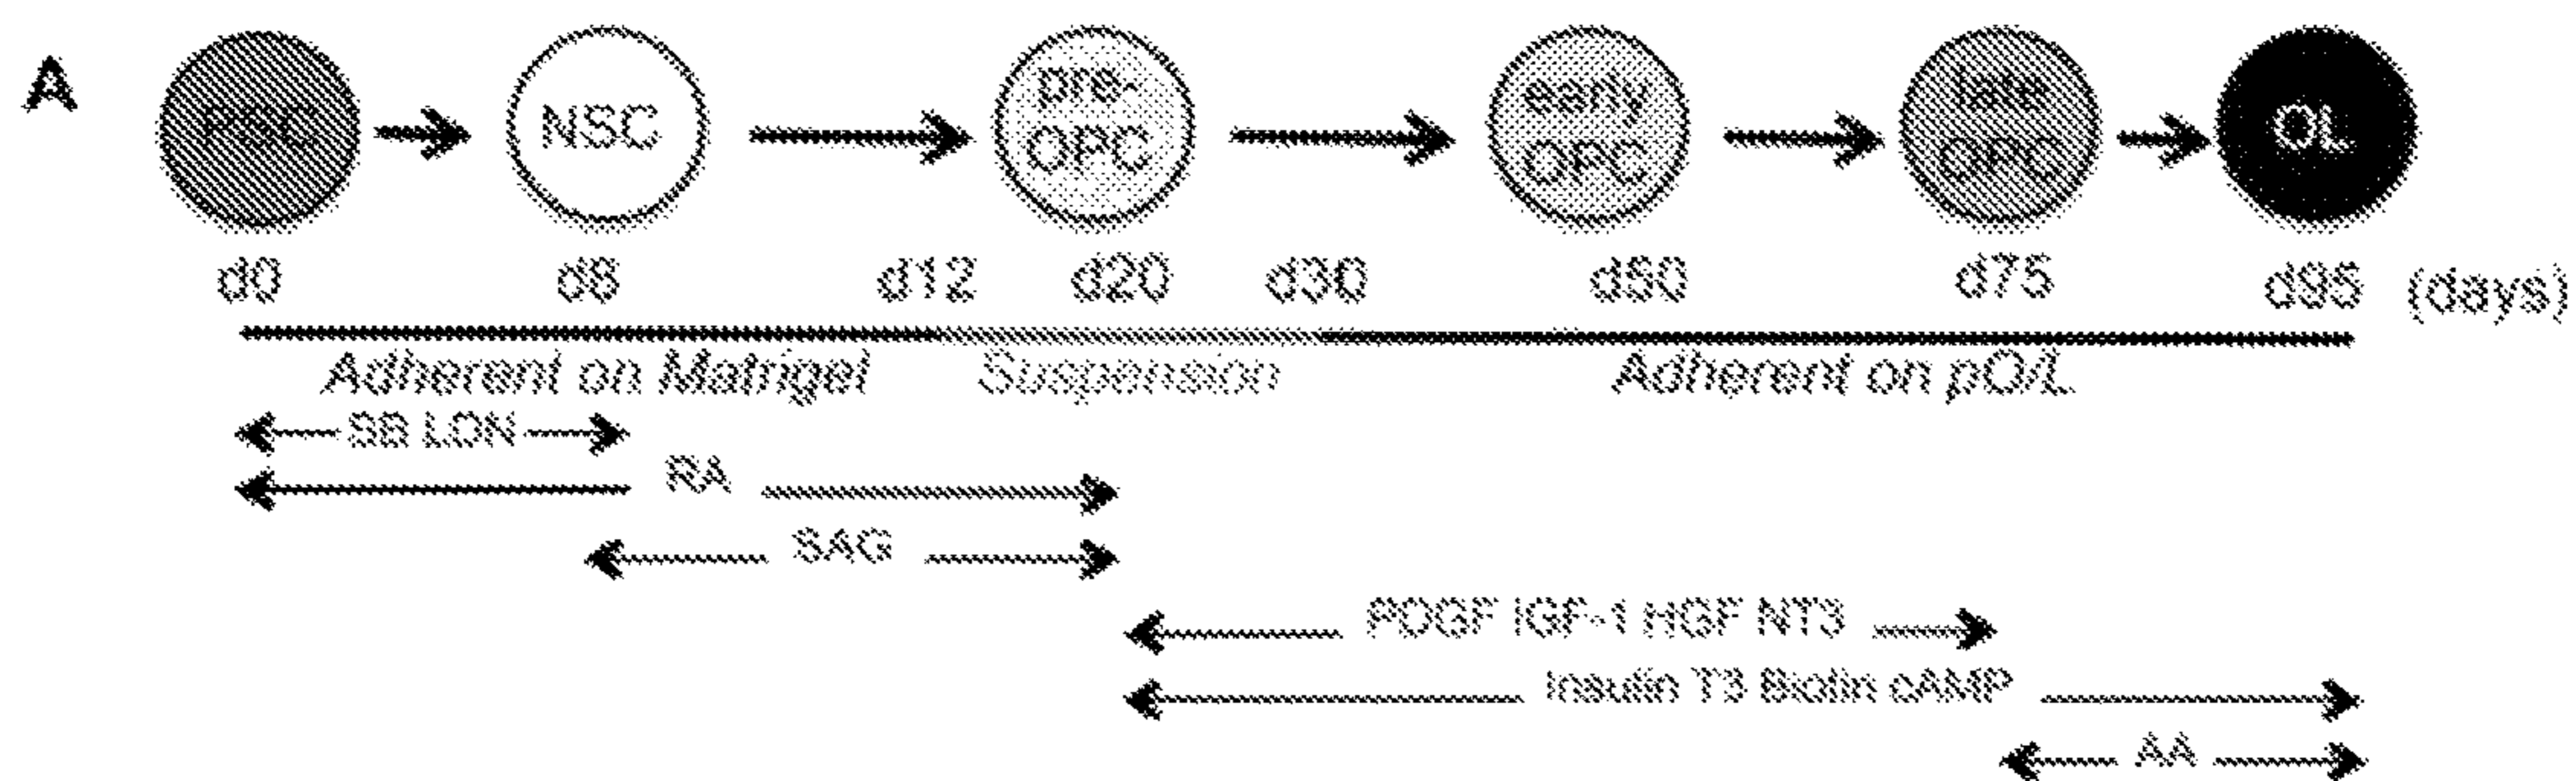 A
PSC
NSC
pre-
OPC
early
OPC
late
OPC
OL
d0 d8 d12 d20 d30 d50 d75 d95 (days)
Adherent on Matrigel Suspension Adherent on pO/L
SB LDN
RA
SAG
PDGF IGF-1 HGF NT3
Insulin T3 Biotin cAMP
AA